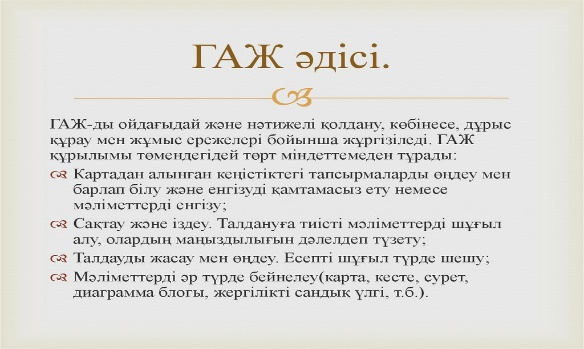 ГАЖ әдісі.
ГАЖ-ды ойдағыдай және нәтижелі қолдану, көбінесе, дұрыс
құрау мен жұмыс ережелері бойынша жүргізіледі. ГАЖ
құрылымы төмендегідей төрт міндеттемеден тұрады:
Картадан алынған кеңістіктегі тапсырмаларды өңдеу мен
барлап білу және енгізуді қамтамасыз ету немесе
мәліметтерді енгізу;
Сақтау және іздеу. Талдануға тиісті мәліметтерді шұғыл
алу, олардың маңыздылығын дәлелдеп түзету;
Талдауды жасау мен өңдеу. Есепті шұғыл түрде шешу;
Мәліметтерді әр түрде бейнелеу(карта, кесте, сурет,
диаграмма блогы, жергілікті сандық үлгі, т.б.).